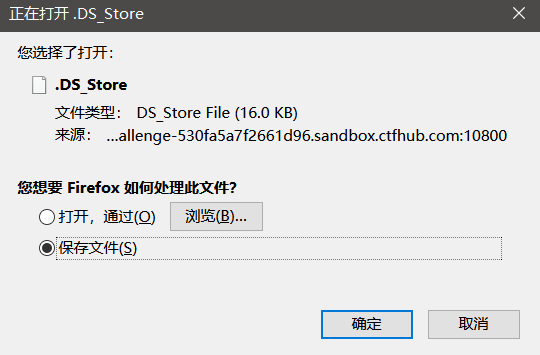 正在打开 .DS_Store
您选择了打开：
.DS_Store
文件类型： DS_Store File (16.0 KB)
来源： ...allenge-530fa5a7f2661d96.sandbox.ctfhub.com:10800
您想要 Firefox 如何处理此文件？
打开，通过(O) 浏览(B)...
保存文件(S)
确定 取消